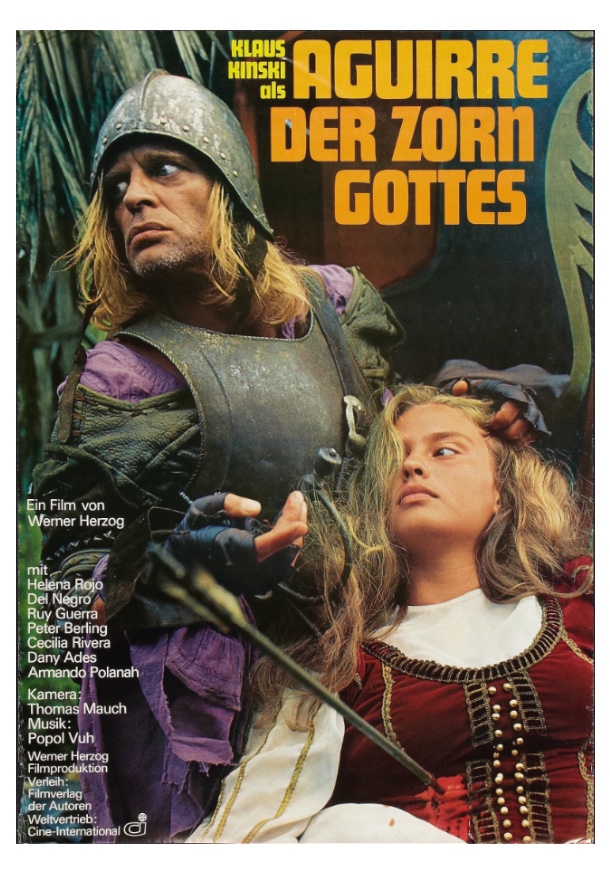 KLAUS
KINSKI
als
AGUIRRE
DER ZORN
GOTTES
Ein Film von
Werner Herzog
mit
Helena Rojo
Del Negro
Ruy Guerra
Peter Berling
Cecilia Rivera
Dany Ades
Armando Polanah
Kamera:
Thomas Mauch
Musik:
Popol Vuh
Werner Herzog
Filmproduktion
Verleih:
Filmverlag
der Autoren
Weltvertrieb:
Cine-International